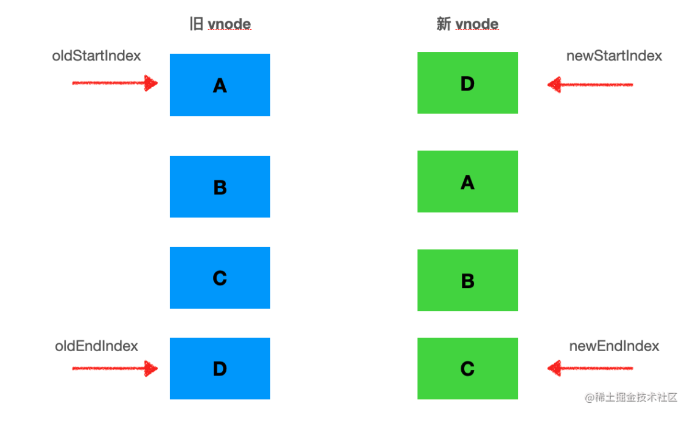 旧 vnode 新 vnode
oldStartIndex newStartIndex
A D
B A
C B
oldEndIndex newEndIndex
D C
@稀土掘金技术社区